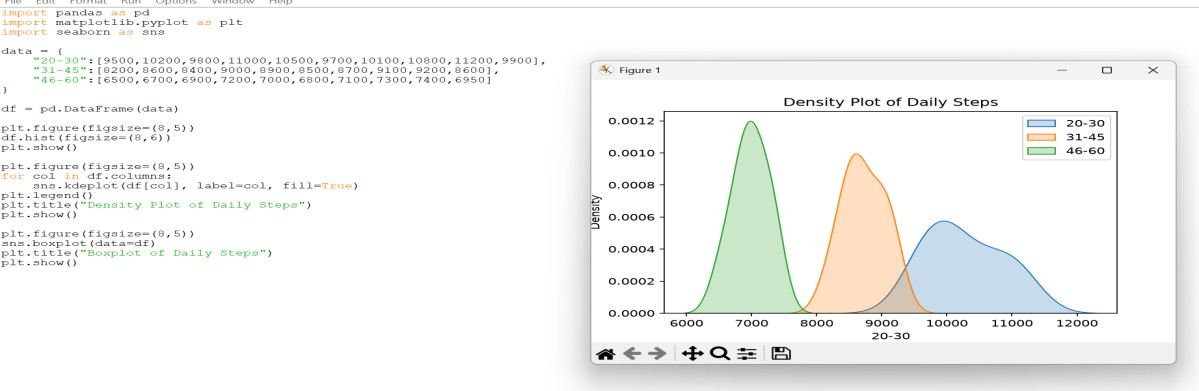 File Edit Format Run Options Window Help
import pandas as pd
import matplotlib.pyplot as plt
import seaborn as sns
data = {
"20-30":[9500,10200,9800,11000,10500,9700,10100,10800,11200,9900],
"31-45":[8200,8600,8400,9000,8900,8500,8700,9100,9200,8600],
"46-60":[6500,6700,6900,7200,7000,6800,7100,7300,7400,6950]
}
df = pd.DataFrame(data)
plt.figure(figsize=(8,5))
df.hist(figsize=(8,6))
plt.show()
plt.figure(figsize=(8,5))
for col in df.columns:
sns.kdeplot(df[col], label=col, fill=True)
plt.legend()
plt.title("Density Plot of Daily Steps")
plt.show()
plt.figure(figsize=(8,5))
sns.boxplot(data=df)
plt.title("Boxplot of Daily Steps")
plt.show()
Figure 1
Density Plot of Daily Steps
20-30
31-45
46-60
Density
0.0012
0.0010
0.0008
0.0006
0.0004
0.0002
0.0000
6000 7000 8000 9000 10000 11000 12000
20-30